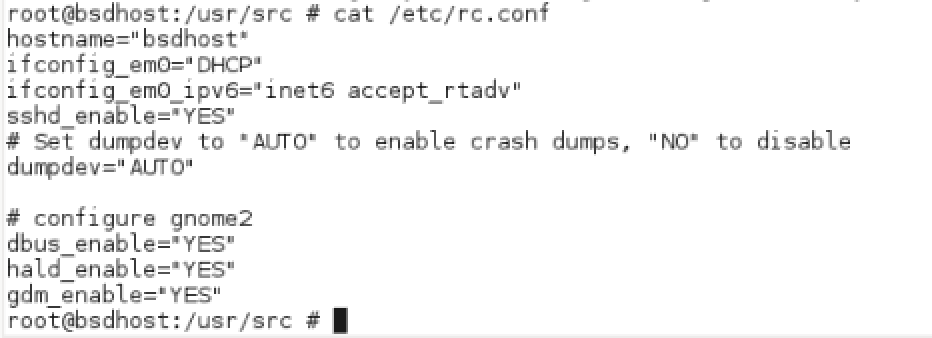 root@bsdhost:/usr/src # cat /etc/rc.conf
hostname="bsdhost"
ifconfig_em0="DHCP"
ifconfig_em0_ipv6="inet6 accept_rtadv"
sshd_enable="YES"
# Set dumpdev to "AUTO" to enable crash dumps, "NO" to disable
dumpdev="AUTO"
# configure gnome2
dbus_enable="YES"
hald_enable="YES"
gdm_enable="YES"
root@bsdhost:/usr/src #